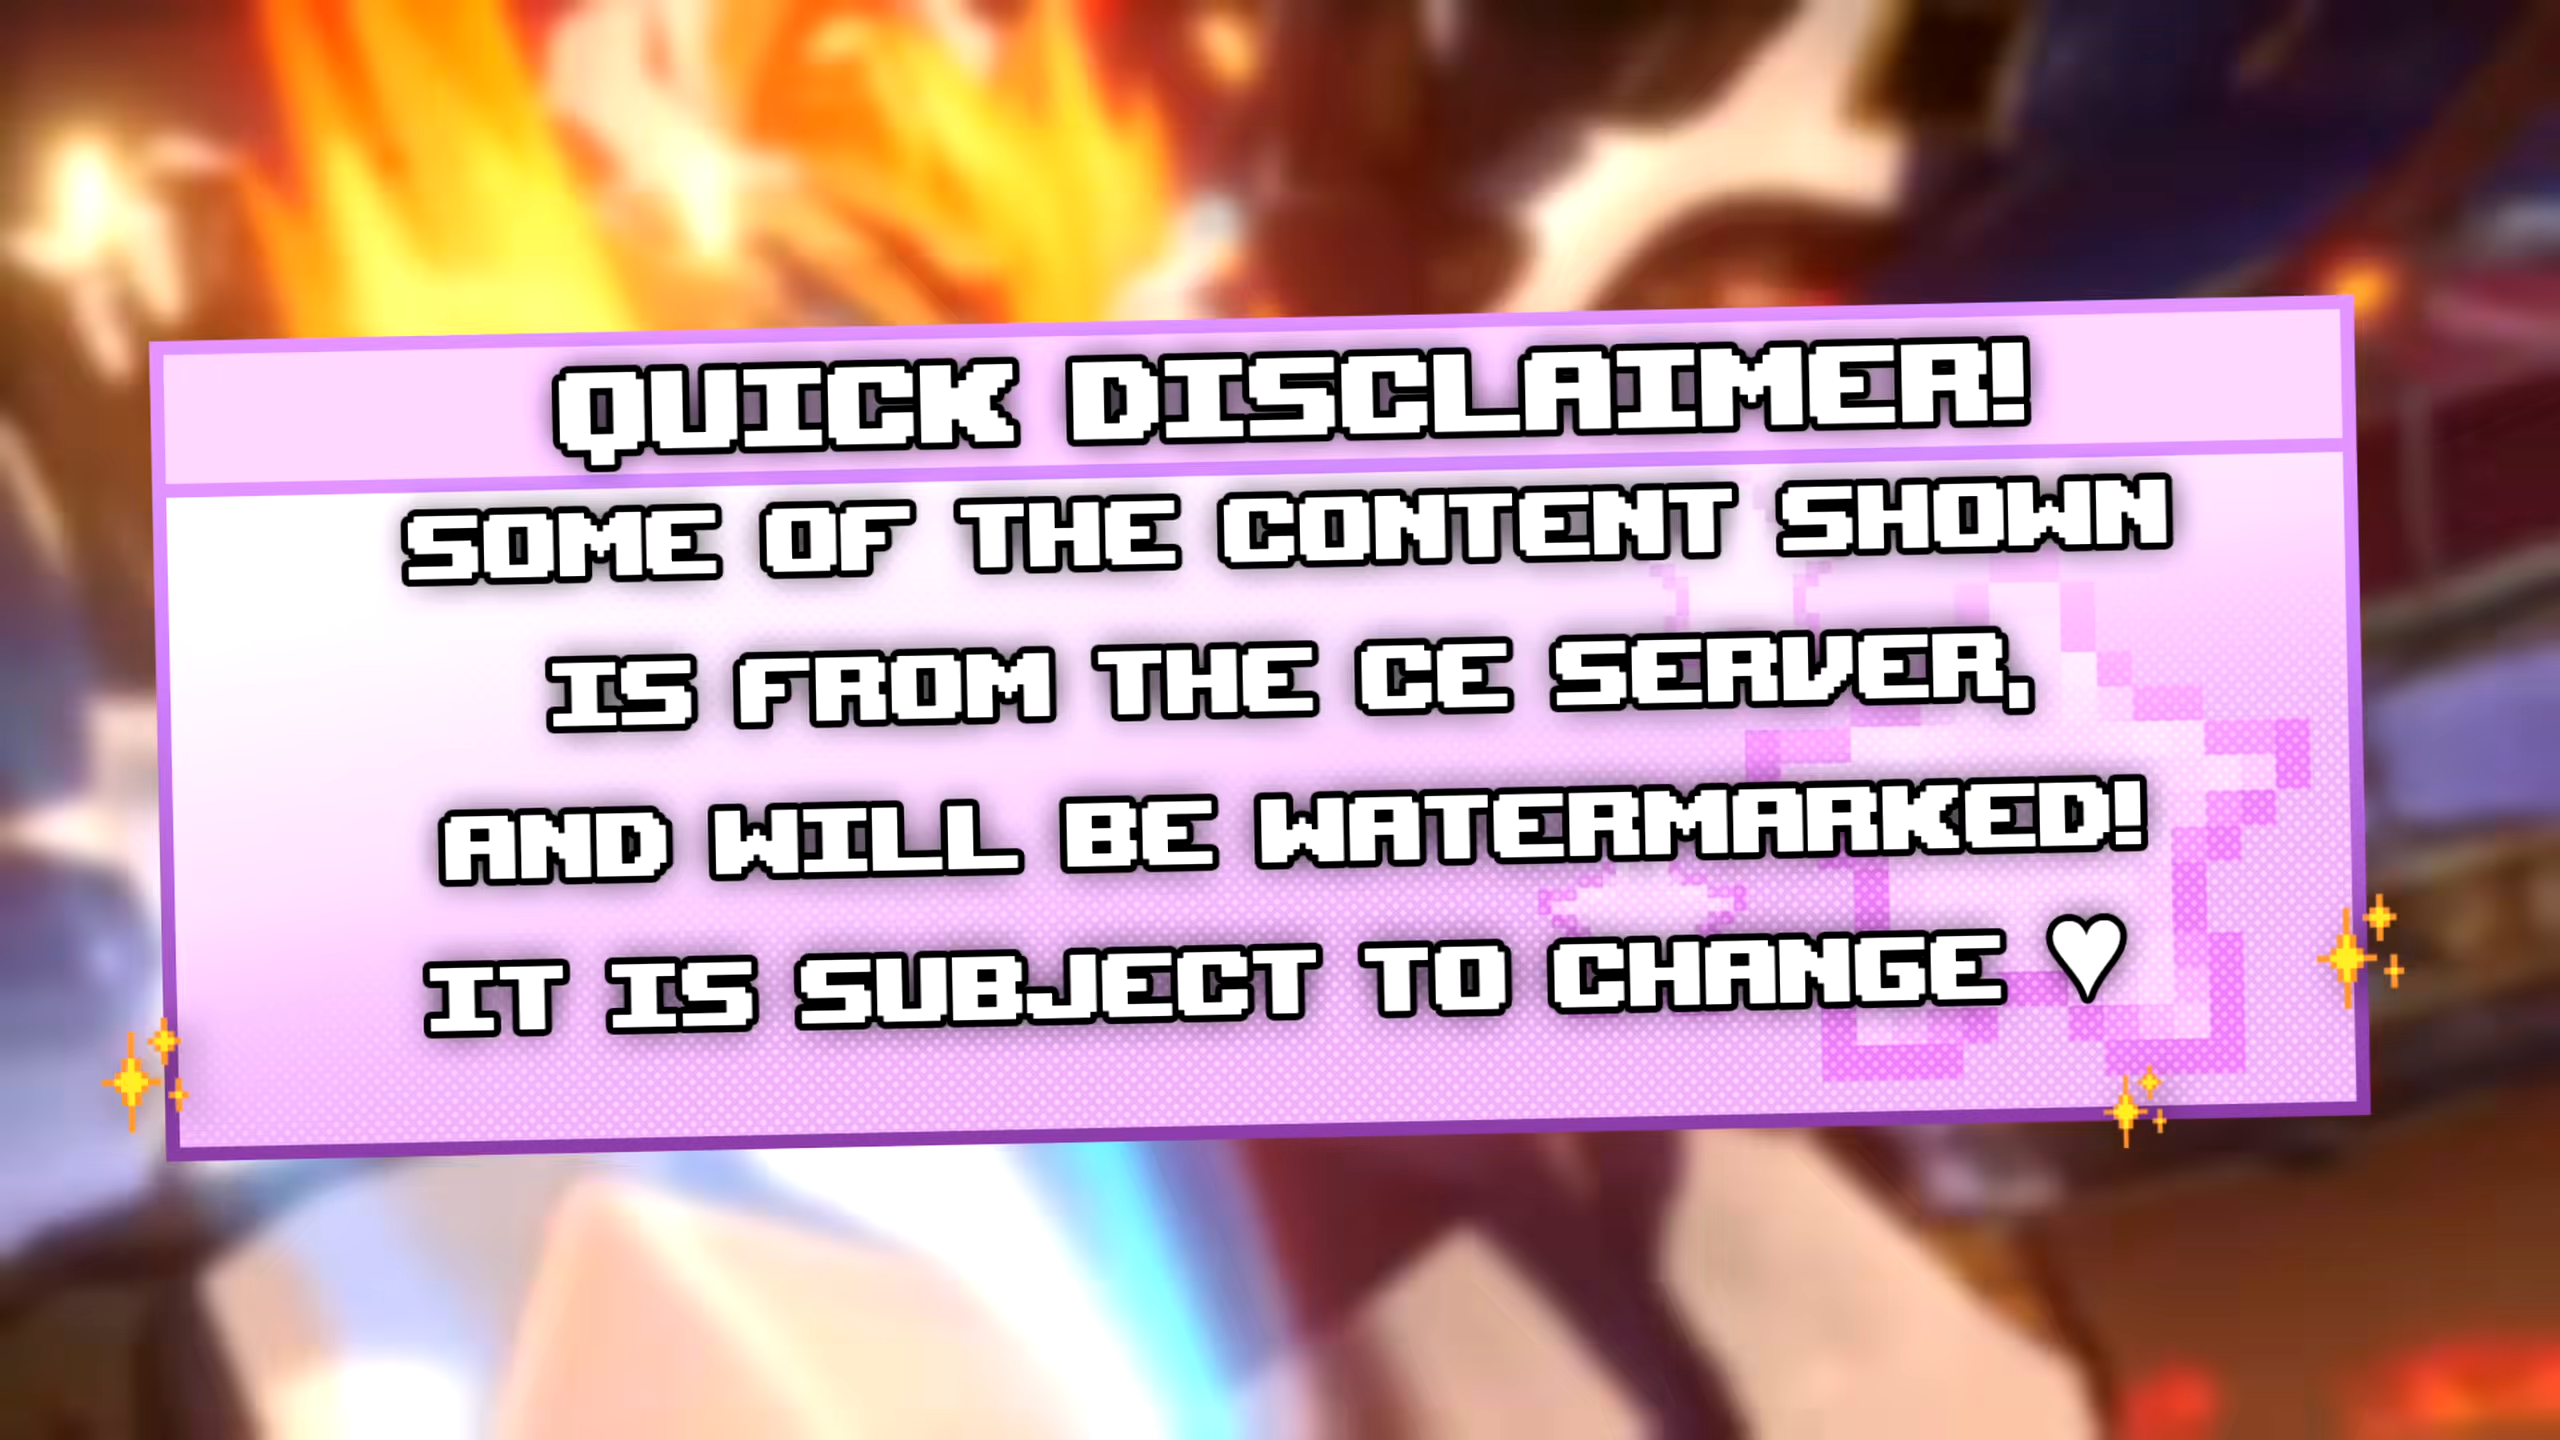 QUICK DISCLAIMER!
SOME OF THE CONTENT SHOWN
IS FROM THE CE SERVER,
AND WILL BE WATERMARKED!
IT IS SUBJECT TO CHANGE ♥